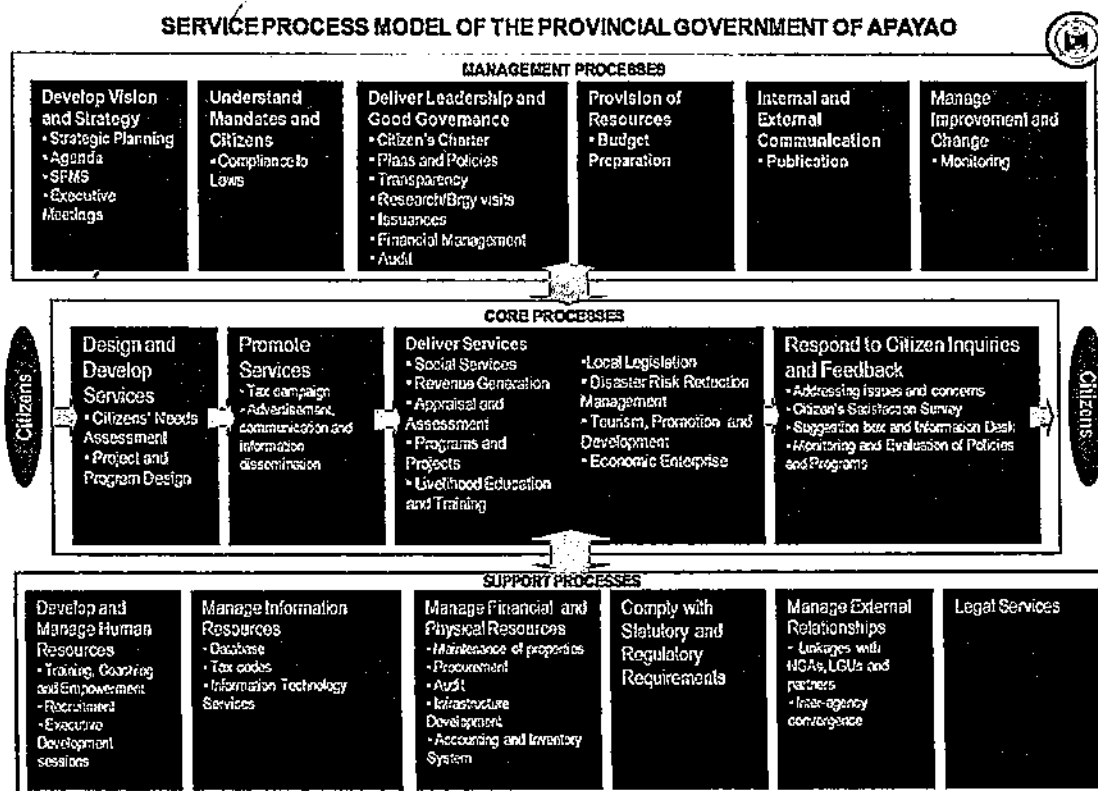 SERVICE PROCESS MODEL OF THE PROVINCIAL GOVERNMENT OF APAYAO
MANAGEMENT PROCESSES
Develop Vision
and Strategy
• Strategic Planning
• Agenda
• SPMS
• Executive
Meetings
Understand
Mandates and
Citizens
• Compliance to
Laws
Deliver Leadership and
Good Governance
• Citizen's Charter
• Plans and Policies
• Transparency
• Research/Brgy visits
• Issuances
• Financial Management
• Audit
Provision of
Resources
• Budget
Preparation
Internal and
External
Communication
• Publication
Manage
Improvement and
Change
• Monitoring
CORE PROCESSES
Citizens
Design and
Develop
Services
• Citizens' Needs
Assessment
• Project and
Program Design
Promote
Services
• Tax campaign
• Advertisement,
communication and
information
dissemination
Deliver Services
• Social Services
• Revenue Generation
• Appraisal and
Assessment
• Programs and
Projects
• Livelihood Education
and Training
• Local Legislation
• Disaster Risk Reduction
Management
• Tourism, Promotion and
Development
• Economic Enterprise
Respond to Citizen Inquiries
and Feedback
• Addressing issues and concerns
• Citizen's Satisfaction Survey
• Suggestion box and Information Desk
• Monitoring and Evaluation of Policies
and Programs
Citizens
SUPPORT PROCESSES
Develop and
Manage Human
Resources
• Training, Coaching
and Empowerment
• Recruitment
• Executive
Development
sessions
Manage Information
Resources
• Database
• Tax codes
• Information Technology
Services
Manage Financial and
Physical Resources
• Maintenance of properties
• Procurement
• Audit
• Infrastructure
Development
• Accounting and Inventory
System
Comply with
Statutory and
Regulatory
Requirements
Manage External
Relationships
• Linkages with
NGAs, LGUs and
partners
• Inter-agency
convergence
Legal Services